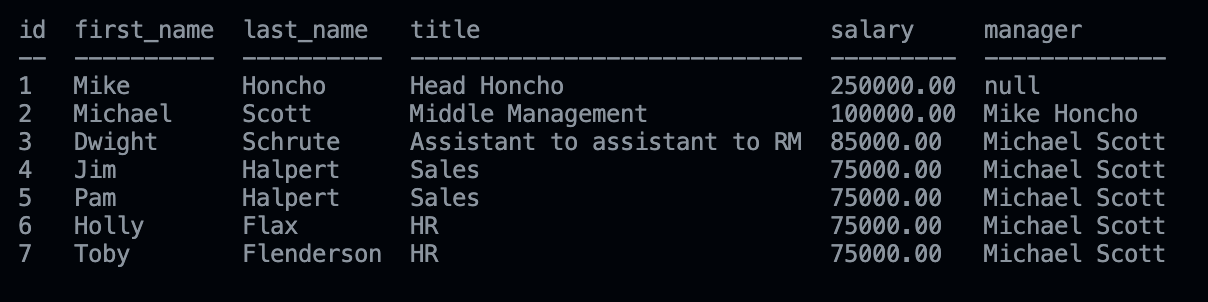 id  first_name  last_name   title                         salary     manager
--  ----------  ----------  ----------------------------  ---------  -------------
1   Mike        Honcho      Head Honcho                   250000.00  null
2   Michael     Scott       Middle Management             100000.00  Mike Honcho
3   Dwight      Schrute     Assistant to assistant to RM  85000.00   Michael Scott
4   Jim         Halpert     Sales                         75000.00   Michael Scott
5   Pam         Halpert     Sales                         75000.00   Michael Scott
6   Holly       Flax        HR                            75000.00   Michael Scott
7   Toby        Flenderson  HR                            75000.00   Michael Scott